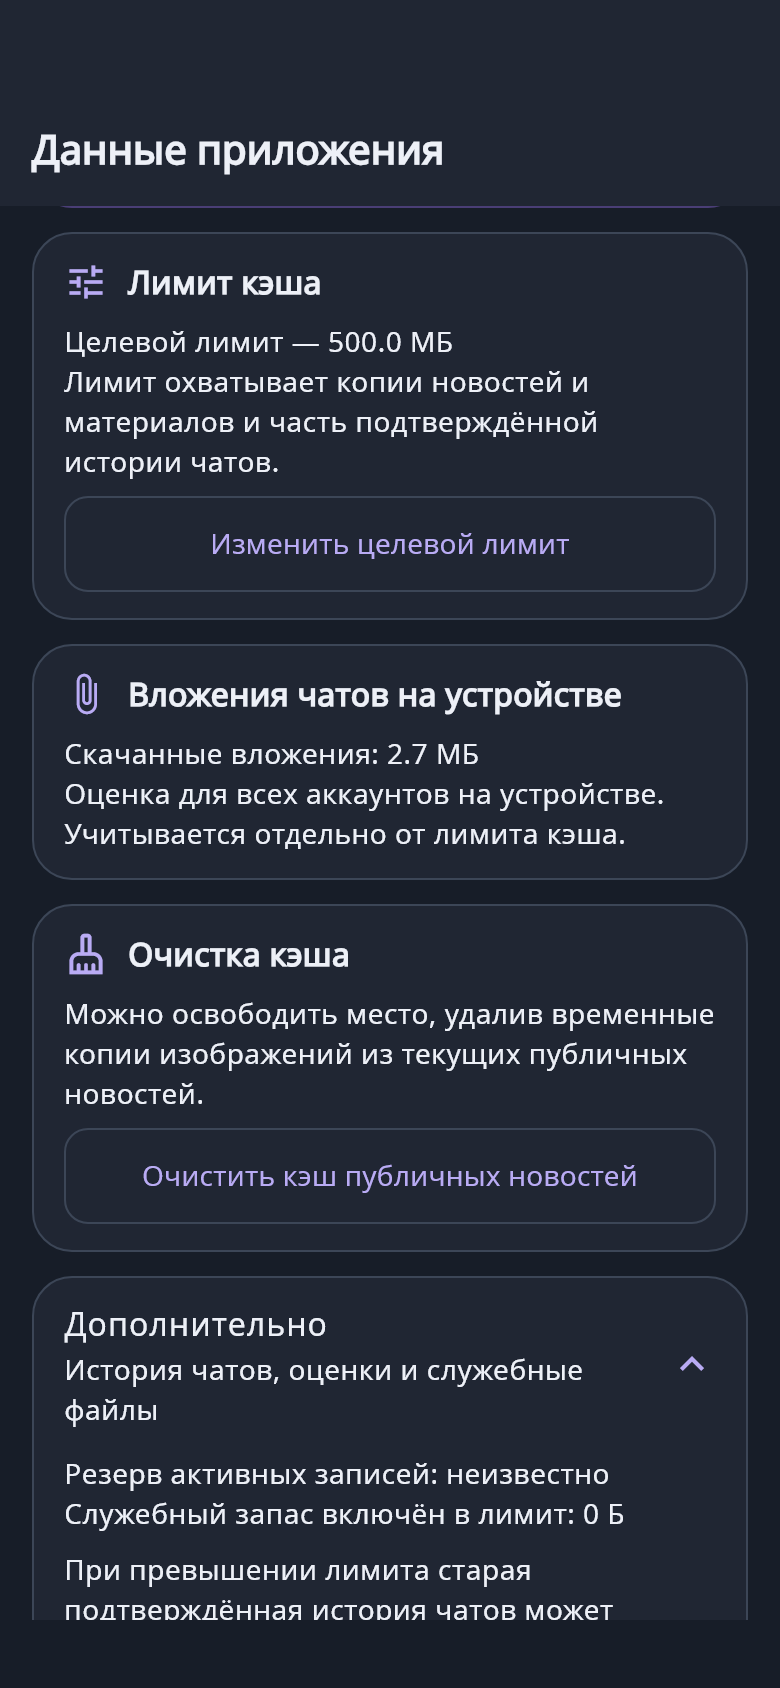 Данные приложения
Лимит кэша
Целевой лимит — 500.0 МБ
Лимит охватывает копии новостей и
материалов и часть подтверждённой
истории чатов.
Изменить целевой лимит
Вложения чатов на устройстве
Скачанные вложения: 2.7 МБ
Оценка для всех аккаунтов на устройстве.
Учитывается отдельно от лимита кэша.
Очистка кэша
Можно освободить место, удалив временные
копии изображений из текущих публичных
новостей.
Очистить кэш публичных новостей
Дополнительно
История чатов, оценки и служебные
файлы
Резерв активных записей: неизвестно
Служебный запас включён в лимит: 0 Б
При превышении лимита старая
подтверждённая история чатов может